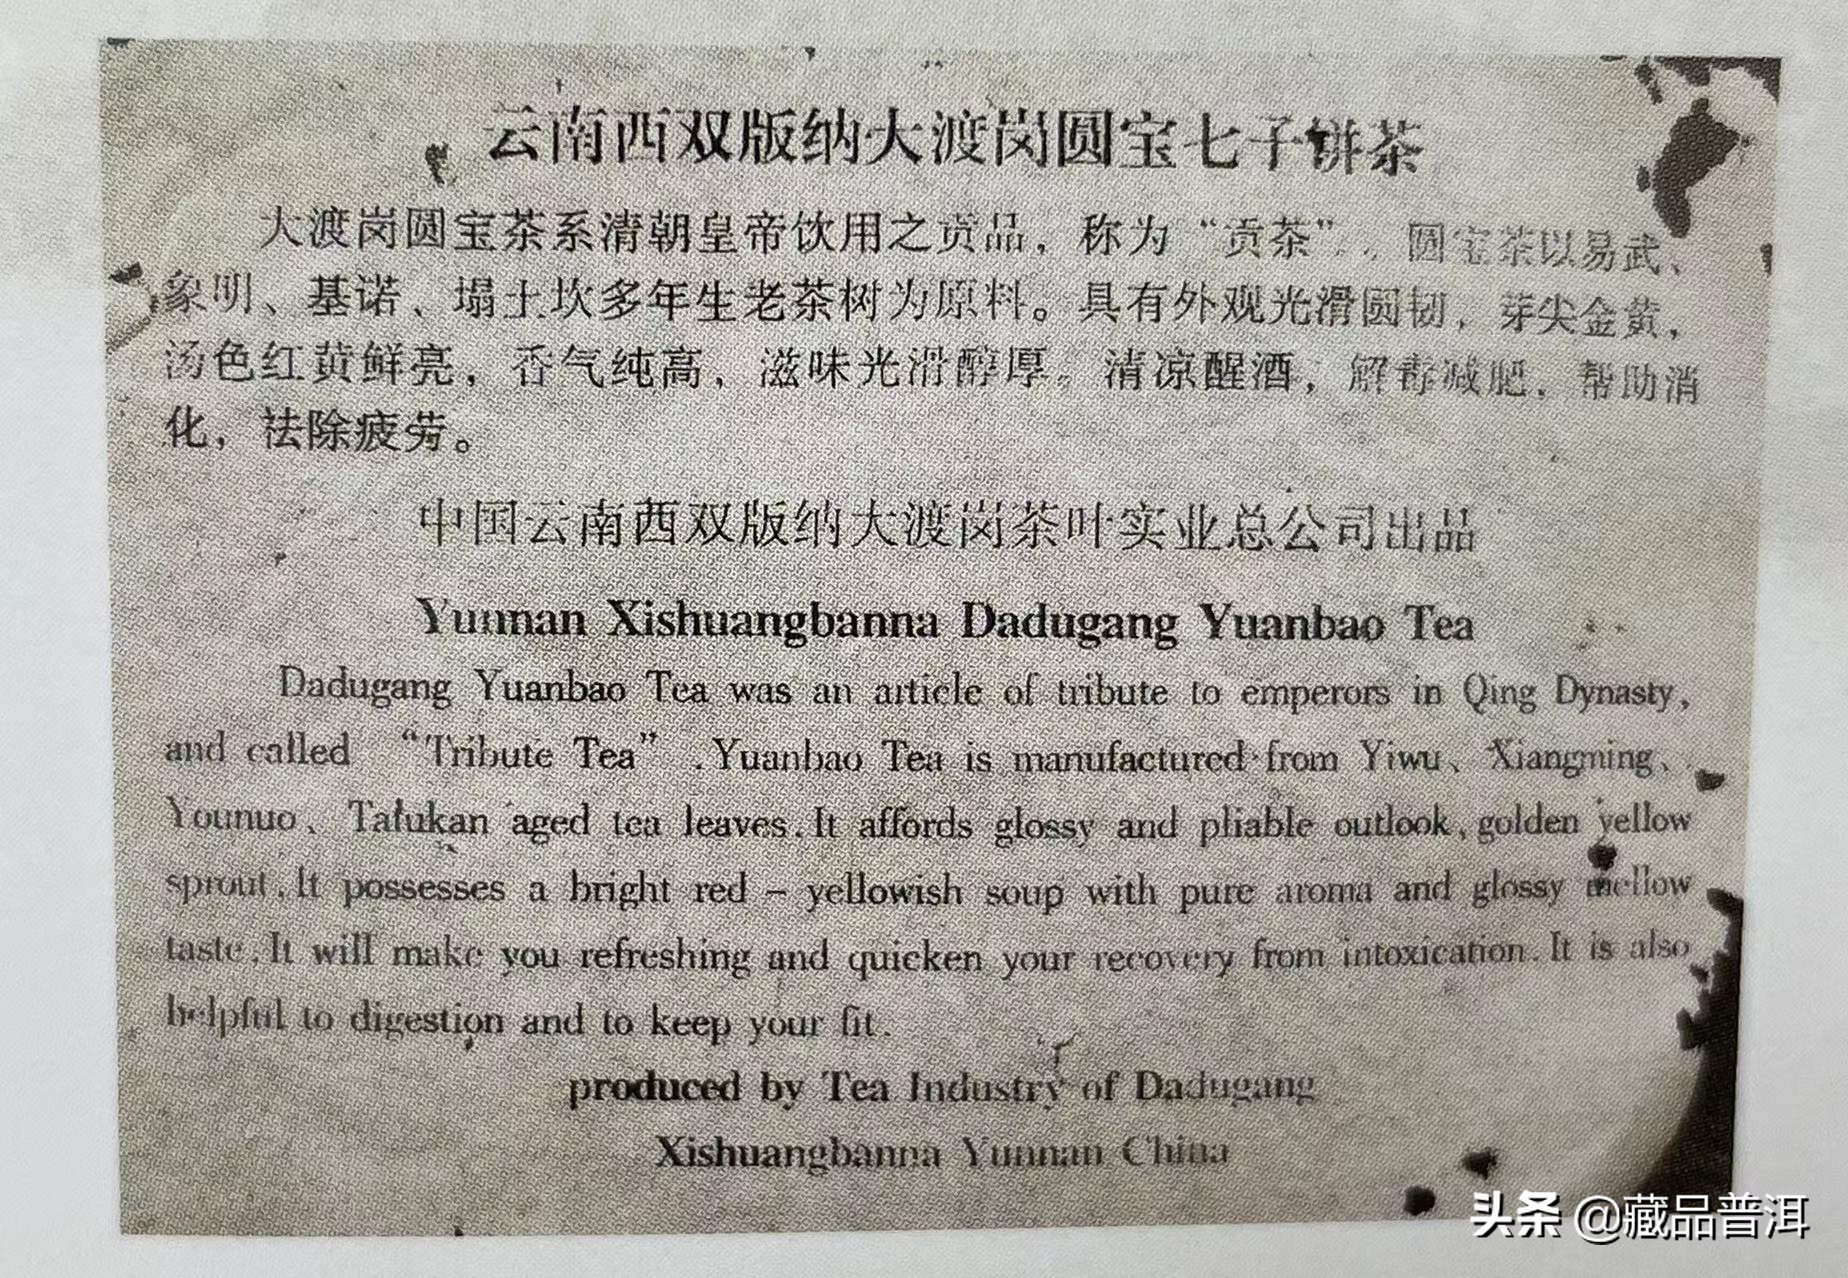 云南西双版纳大渡岗圆宝七子饼茶
大渡岗圆宝茶系清朝皇帝饮用之贡品，称为“贡茶”。圆宝茶以易武、
象明、基诺、塌土坎多年生老茶树为原料。具有外观光滑圆韧，芽尖金黄，
汤色红黄鲜亮，香气纯高，滋味光滑醇厚。清凉醒酒，解毒减肥，帮助消
化，祛除疲劳。
中国云南西双版纳大渡岗茶叶实业总公司出品
Yunnan Xishuangbanna Dadugang Yuanbao Tea
Dadugang Yuanbao Tea was an article of tribute to emperors in Qing Dynasty,
and called “Tribute Tea” .Yuanbao Tea is manufactured from Yiwu、Xiangming、
Younuo、Tatukan aged tea leaves.It affords glossy and pliable outlook,golden yellow
sprout.It possesses a bright red – yellowish soup with pure aroma and glossy mellow
taste.It will make you refreshing and quicken your recovery from intoxication.It is also
helpful to digestion and to keep your fit.
produced by Tea Industry of Dadugang
Xishuangbanna Yunnan China
头条 @藏品普洱